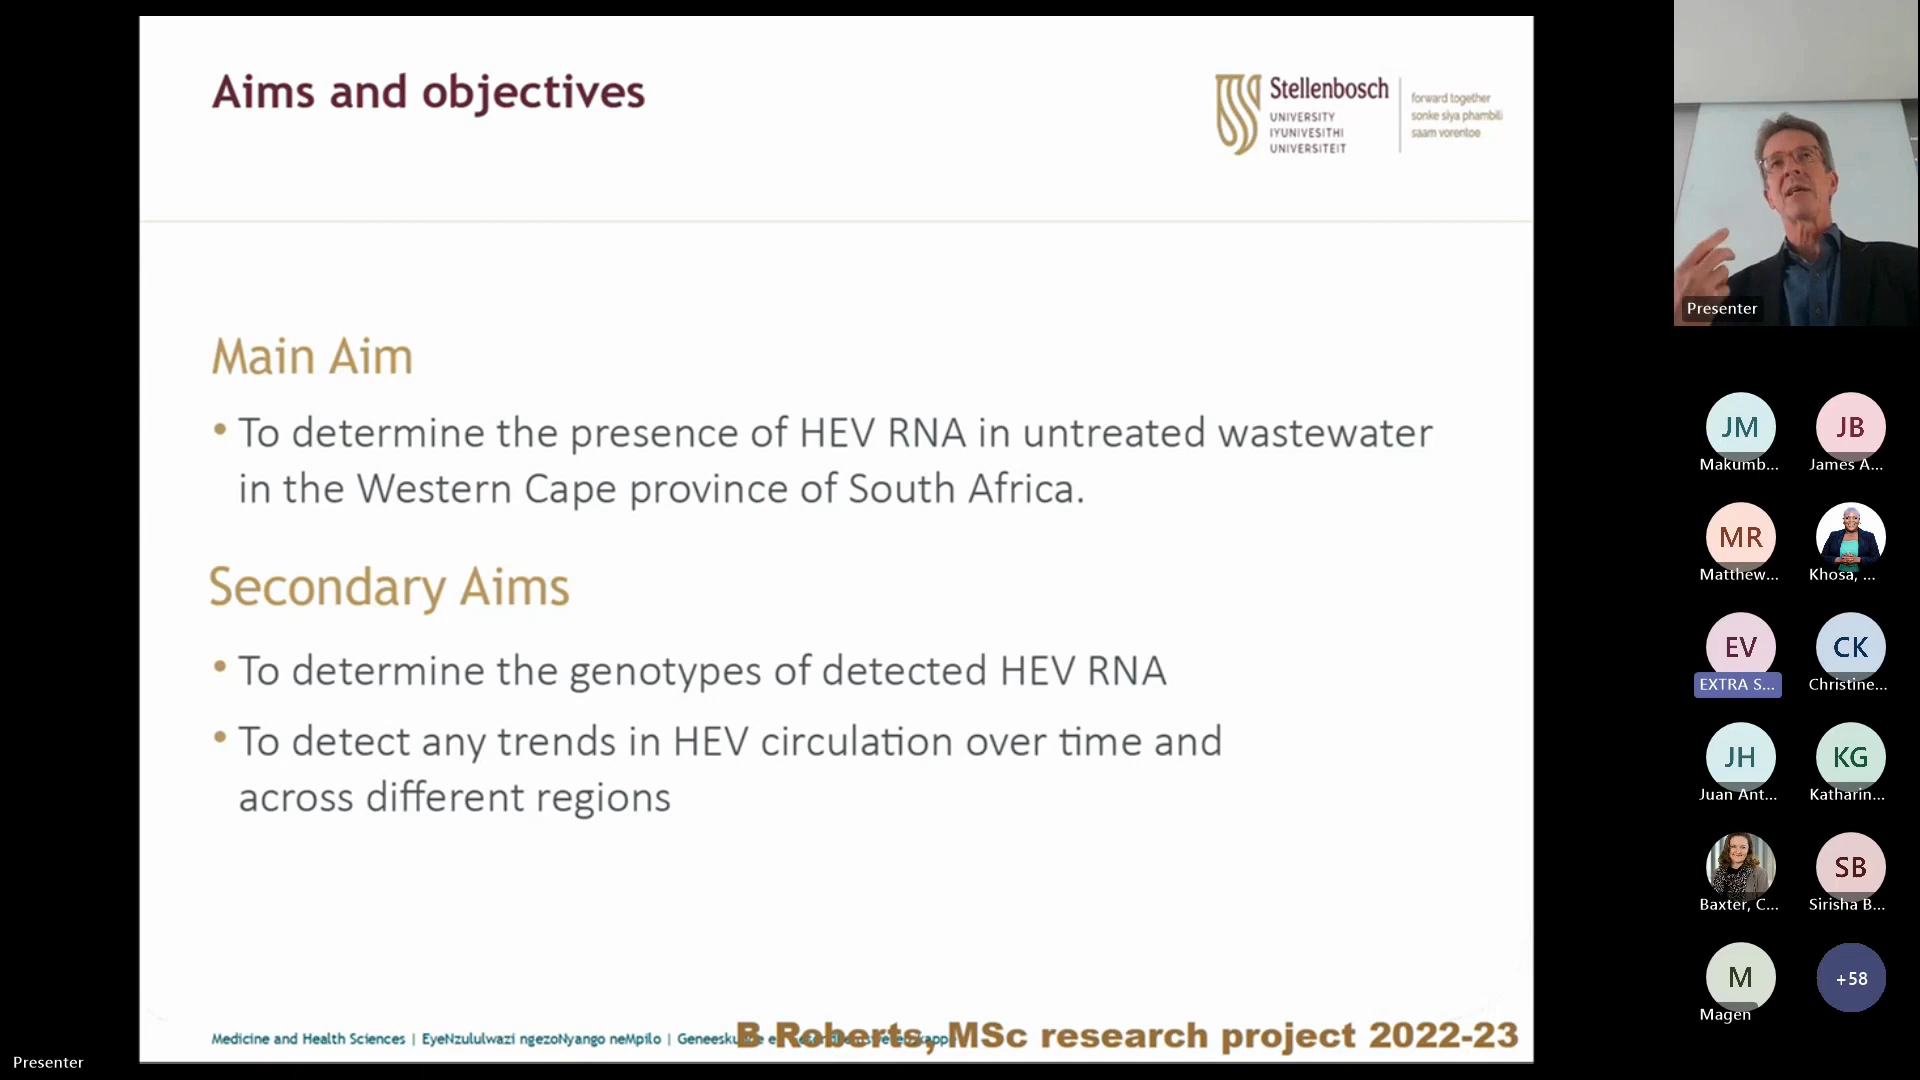 Aims and objectives
Stellenbosch
UNIVERSITY
IYUNIVESITHI
UNIVERSITEIT
forward together
sonke siya phambili
saam vorentoe
Main Aim
• To determine the presence of HEV RNA in untreated wastewater
in the Western Cape province of South Africa.
Secondary Aims
• To determine the genotypes of detected HEV RNA
• To detect any trends in HEV circulation over time and
across different regions
Medicine and Health Sciences | EyeNzululwazi ngezoNyango neMpilo |
B Roberts, MSc research project 2022-23
Presenter
Presenter
JM
Makumb...
JB
James A...
MR
Matthew...
Khosa, ...
EV
EXTRA S...
CK
Christine...
JH
Juan Ant...
KG
Katharin...
Baxter, C...
SB
Sirisha B...
M
Magen
+58